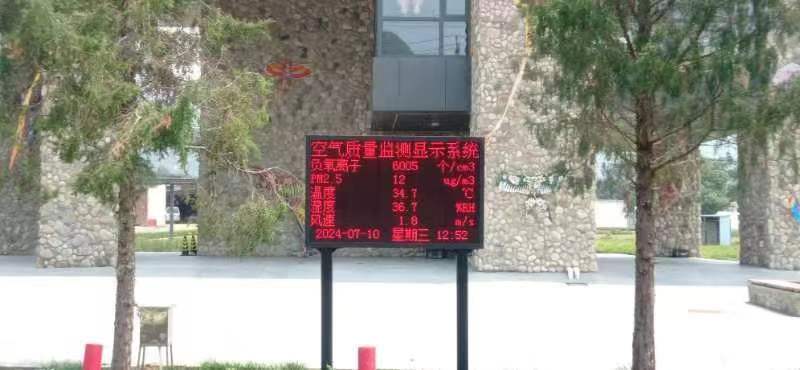 空气质量监测显示系统
负氧离子 6005 个/cm3
PM2.5 12 ug/m3
温度 34.7 ℃
湿度 36.7 %RH
风速 1.8 m/s
2024-07-10 星期三 12:52